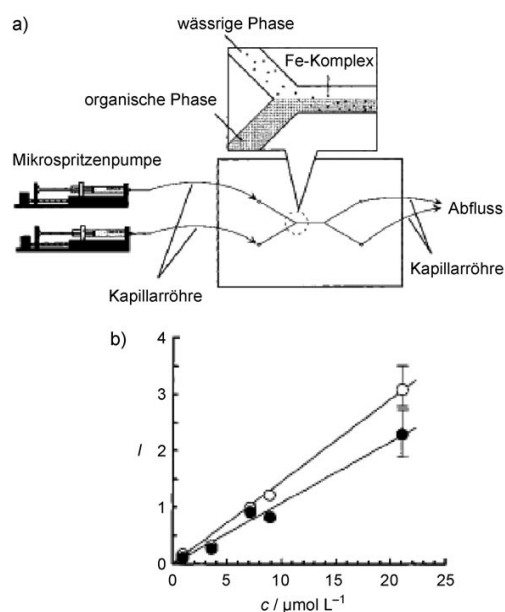 a)
wässrige Phase
Fe-Komplex
organische Phase
Mikrospritzenpumpe
Abfluss
Kapillarröhre
Kapillarröhre
b)
4
3
I
2
1
0
0 5 10 15 20 25
c / µmol L⁻¹